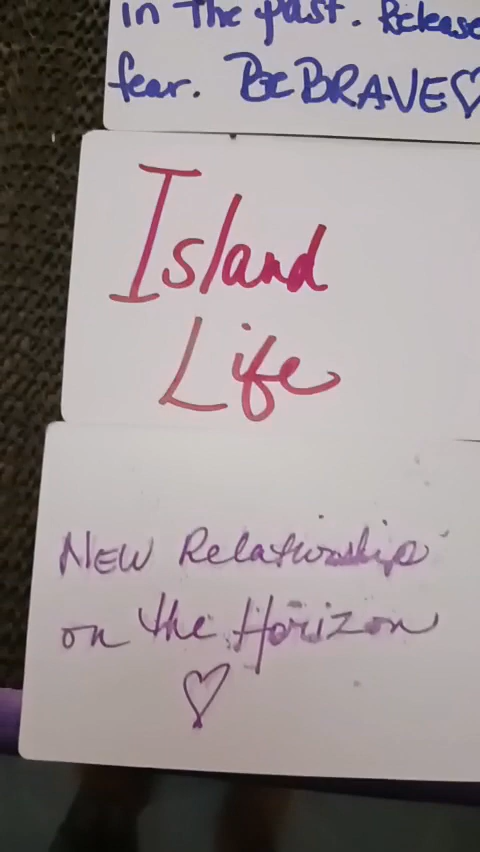 in the past. Release
fear. BE BRAVE♡
Island
Life
NEW Relationship
on the Horizon
♡